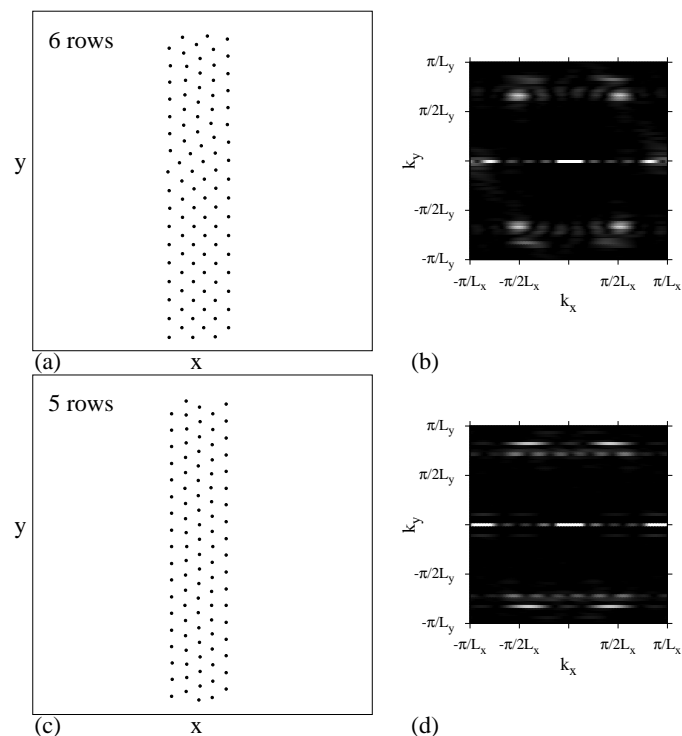 6 rows
y
(a)
x
π/L_y
π/2L_y
k_y
-π/2L_y
-π/L_y
-π/L_x
-π/2L_x
π/2L_x
π/L_x
k_x
(b)
5 rows
y
(c)
x
π/L_y
π/2L_y
k_y
-π/2L_y
-π/L_y
-π/L_x
-π/2L_x
π/2L_x
π/L_x
k_x
(d)